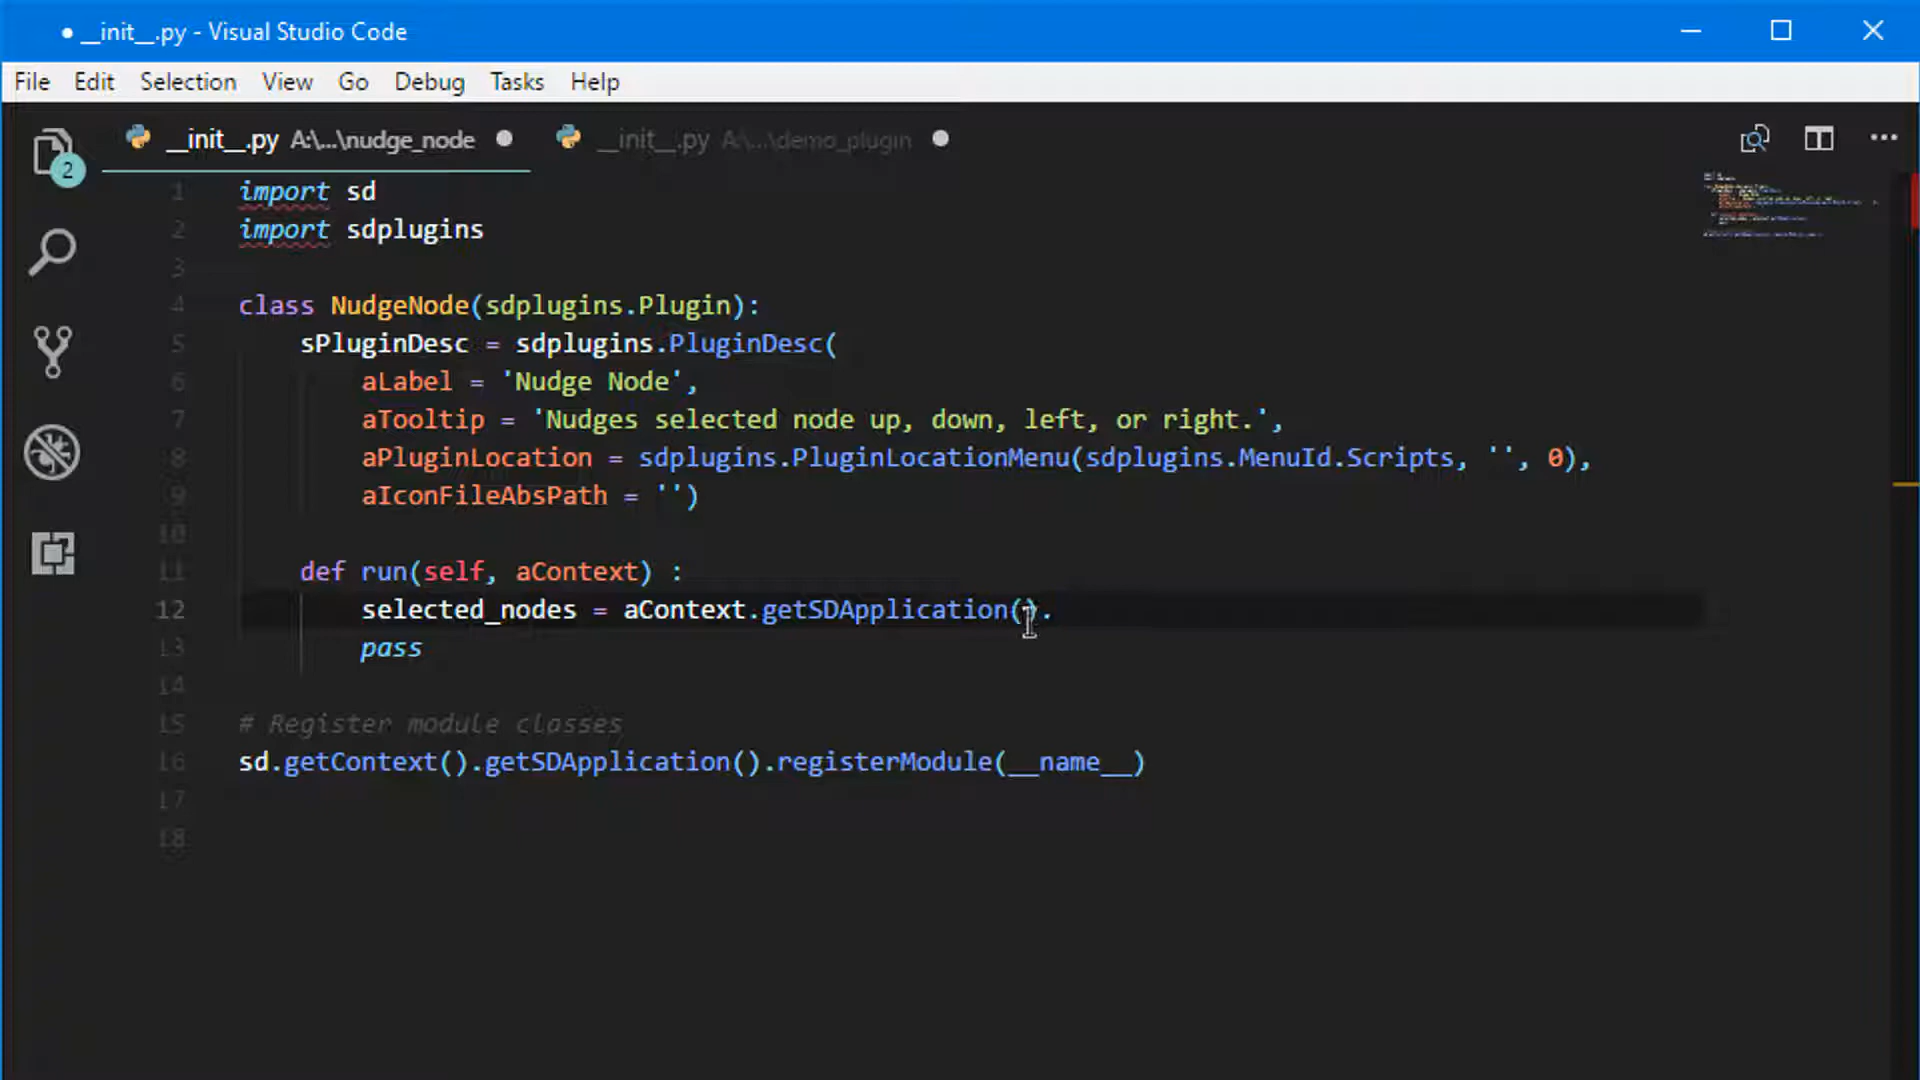 ● __init__.py - Visual Studio Code
File Edit Selection View Go Debug Tasks Help
2
__init__.py A:\...\nudge_node ● __init__.py A:\...\demo_plugin ●
1 import sd
2 import sdplugins
3
4 class NudgeNode(sdplugins.Plugin):
5 sPluginDesc = sdplugins.PluginDesc(
6 aLabel = 'Nudge Node',
7 aTooltip = 'Nudges selected node up, down, left, or right.',
8 aPluginLocation = sdplugins.PluginLocationMenu(sdplugins.MenuId.Scripts, '', 0),
9 aIconFileAbsPath = '')
10
11 def run(self, aContext) :
12 selected_nodes = aContext.getSDApplication().
13 pass
14
15 # Register module classes
16 sd.getContext().getSDApplication().registerModule(__name__)
17
18